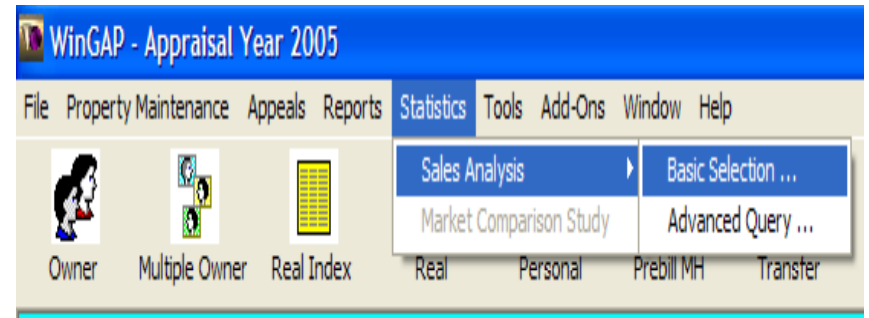 WinGAP - Appraisal Year 2005
File Property Maintenance Appeals Reports Statistics Tools Add-Ons Window Help
Sales Analysis Basic Selection ...
Market Comparison Study Advanced Query ...
Owner Multiple Owner Real Index Real Personal Prebill MH Transfer